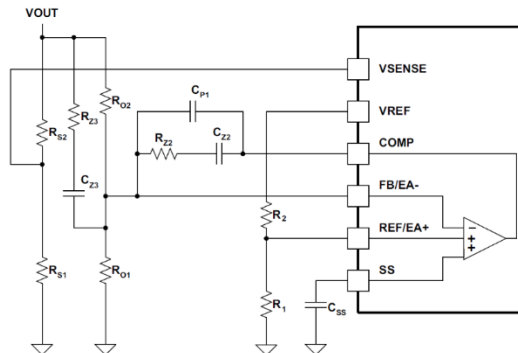 VOUT
VSENSE
CP1
RZ3
RO2
VREF
RS2
RZ2
CZ2
COMP
CZ3
FB/EA-
R2
REF/EA+
−
+
+
RS1
RO1
SS
R1
CSS